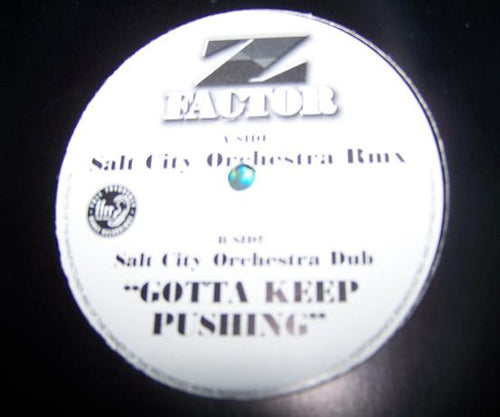 Z
FACTOR
A SIDE
Salt City Orchestra Rmx
B SIDE
Salt City Orchestra Dub
“GOTTA KEEP
PUSHING”